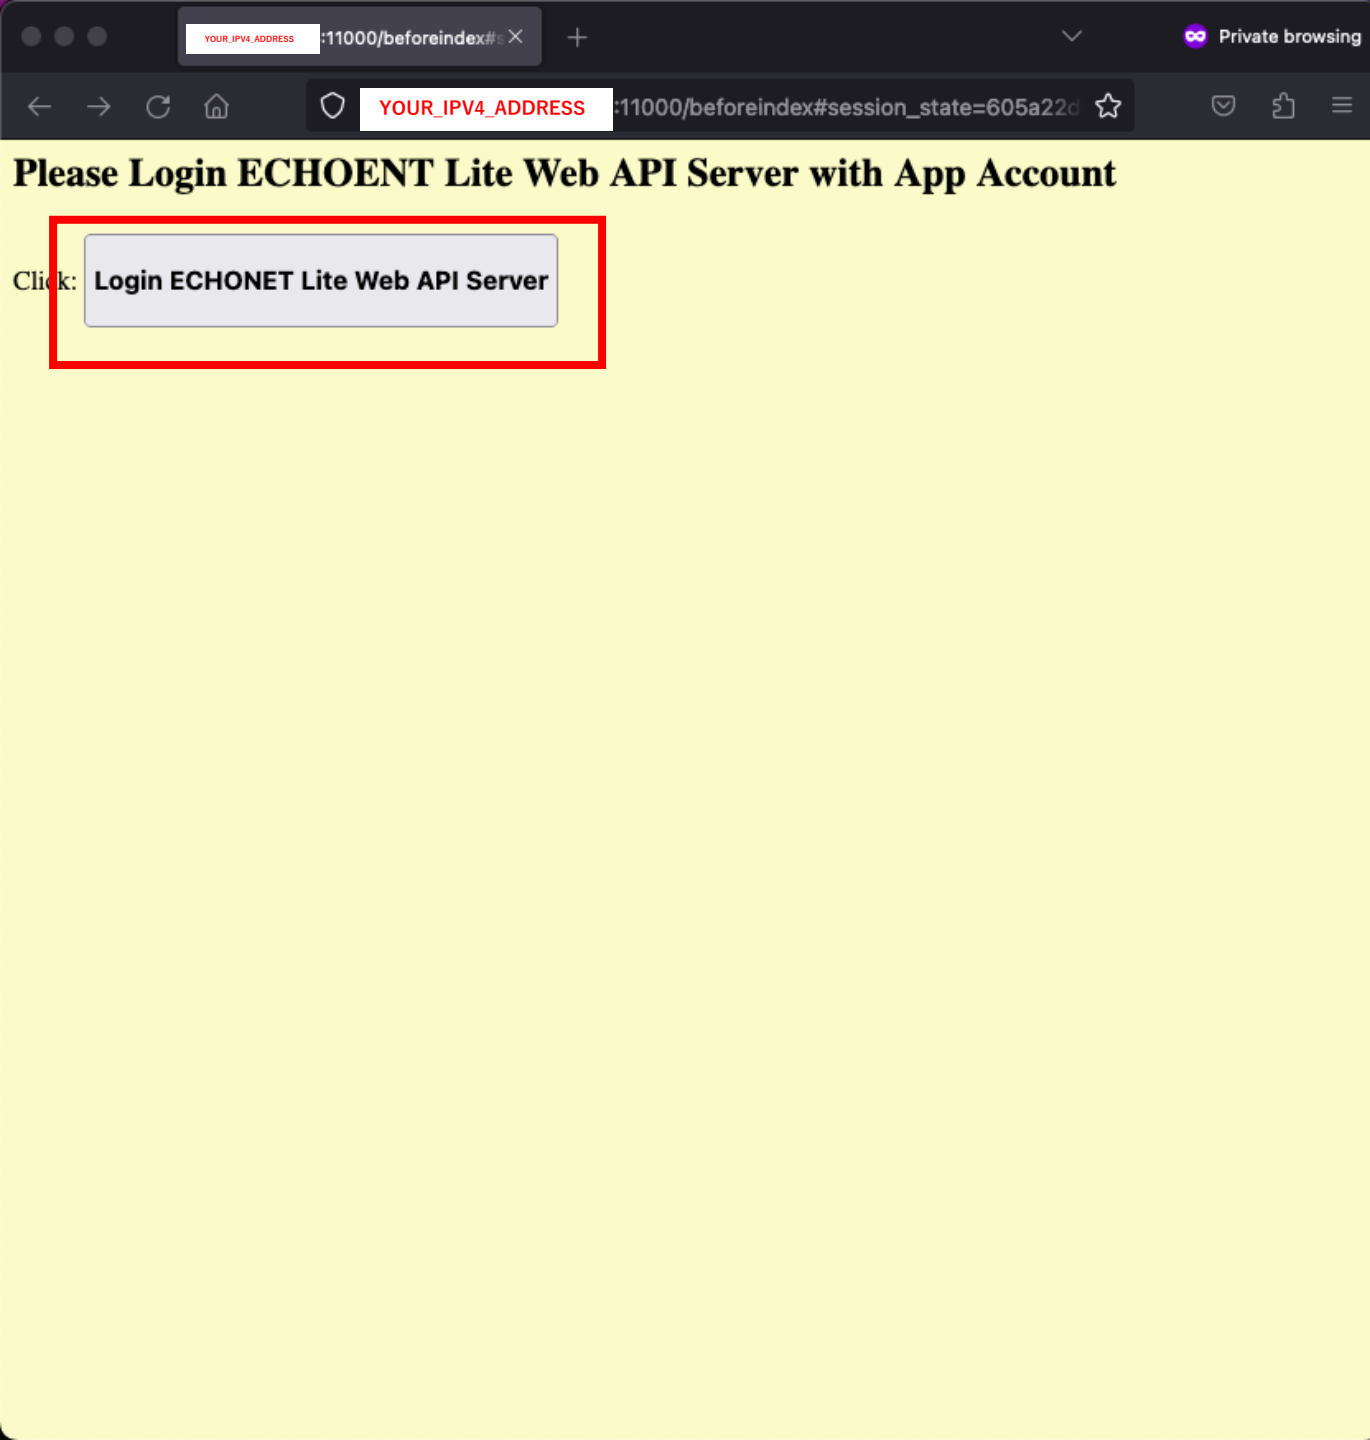 YOUR_IPV4_ADDRESS :11000/beforeindex#s
Private browsing
YOUR_IPV4_ADDRESS :11000/beforeindex#session_state=605a22d
Please Login ECHOENT Lite Web API Server with App Account
Click: Login ECHONET Lite Web API Server